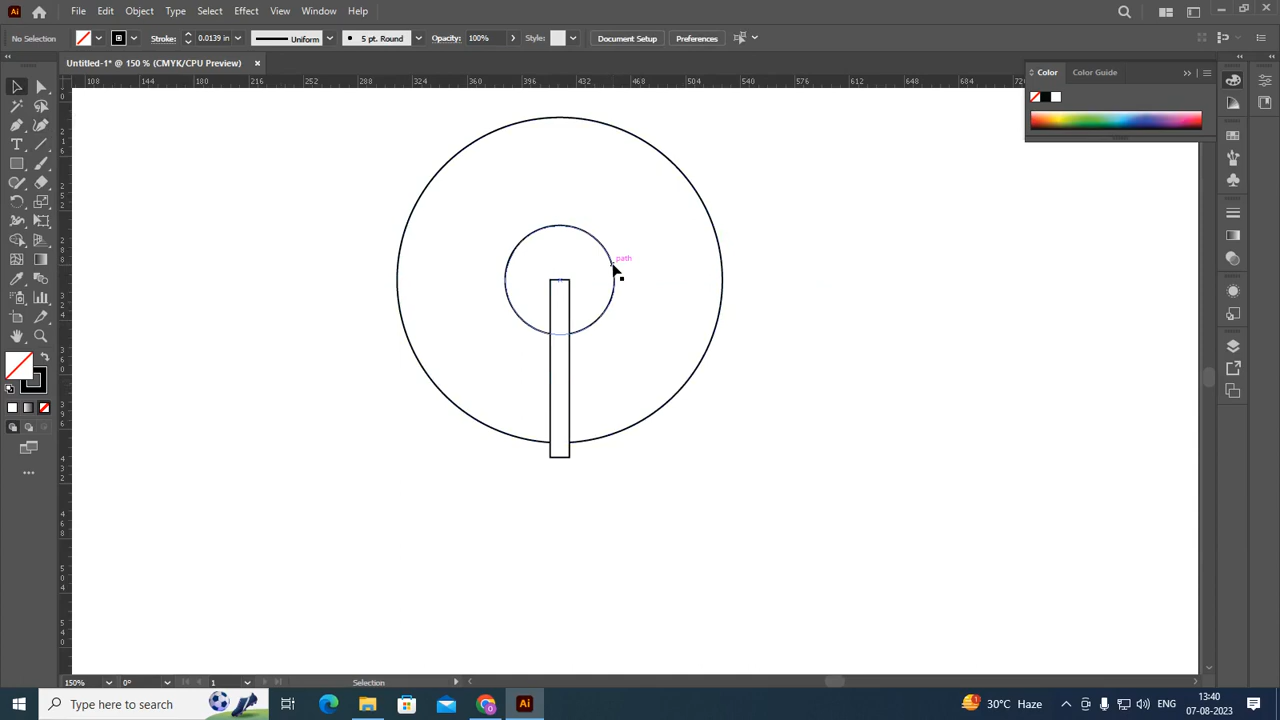 Ai File Edit Object Type Select Effect View Window Help
No Selection Stroke: 0.0139 in Uniform 5 pt. Round Opacity: 100% Style: Document Setup Preferences
Untitled-1* @ 150 % (CMYK/CPU Preview)
108 144 180 216 252 288 324 360 396 432 468 504 540 576 612 648 684 720
Color Color Guide
path
150% 0° 1 Selection
Type here to search
Ai
30°C Haze
ENG
13:40
07-08-2023